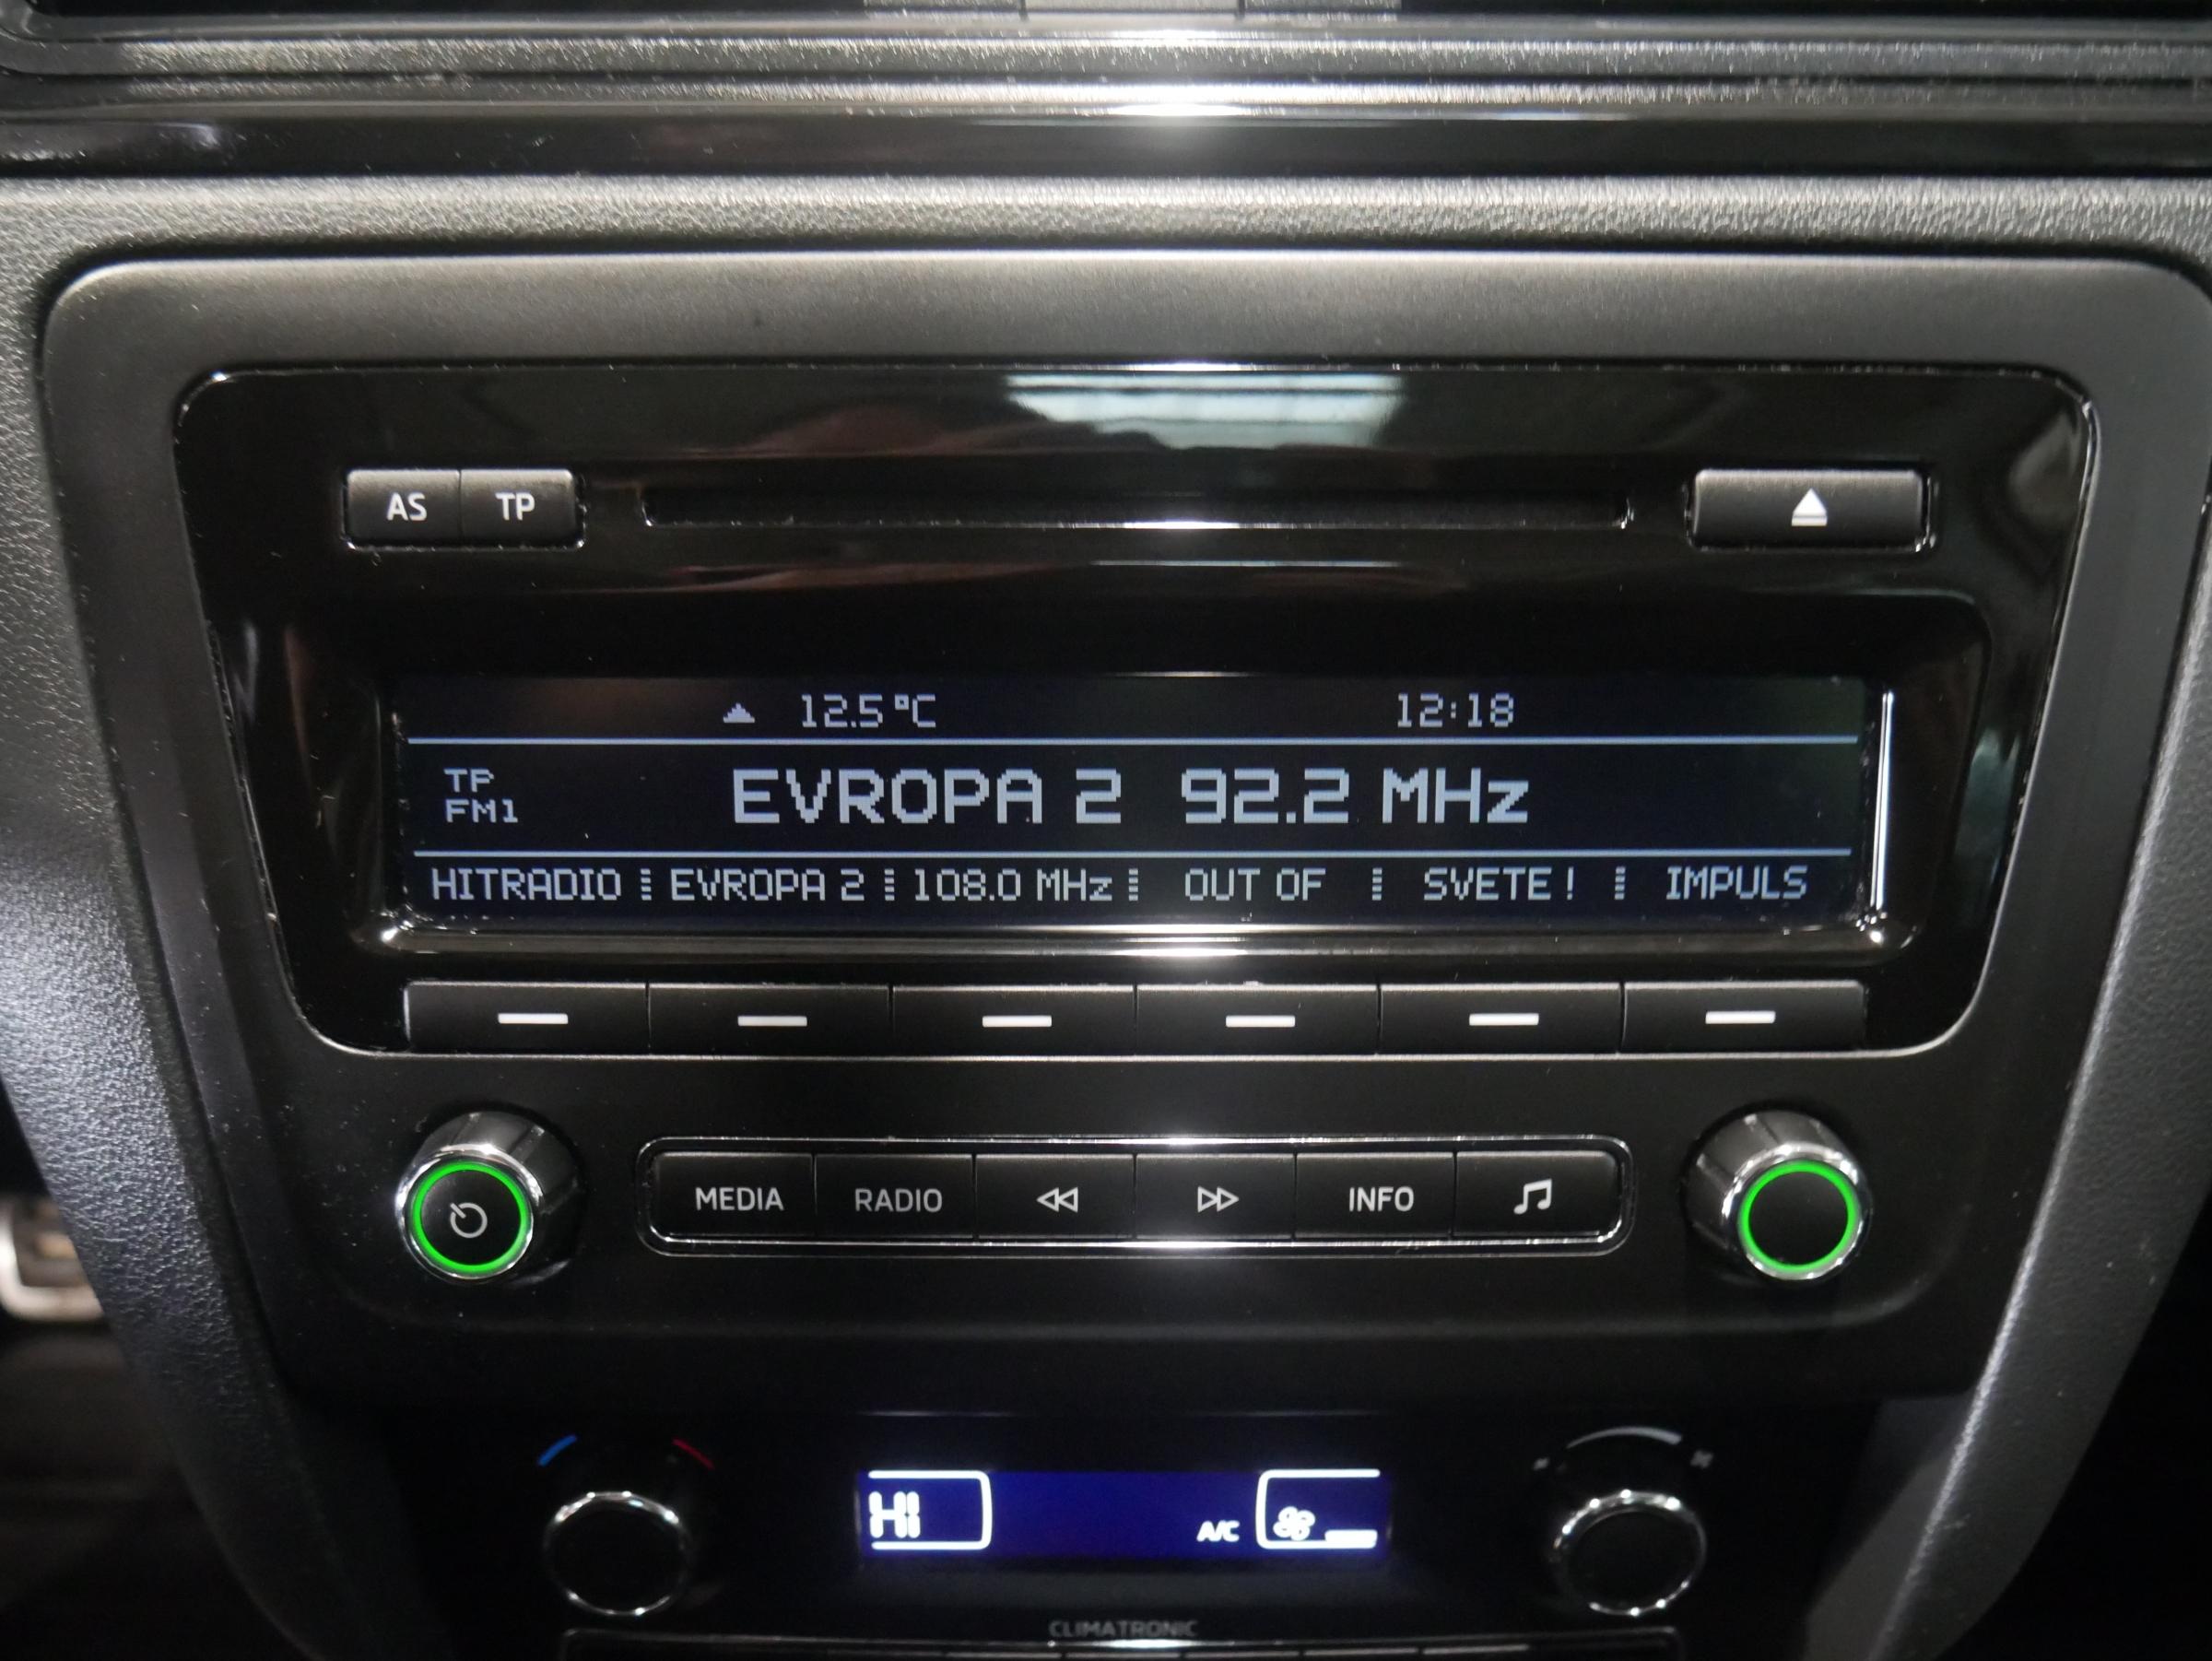 AS TP
12.5 °C 12:18
TP
FM1
EVROPA 2 92.2 MHz
HITRADIO EVROPA 2 108.0 MHz OUT OF SVETE! IMPULS
MEDIA RADIO INFO
HI A/C
CLIMATRONIC